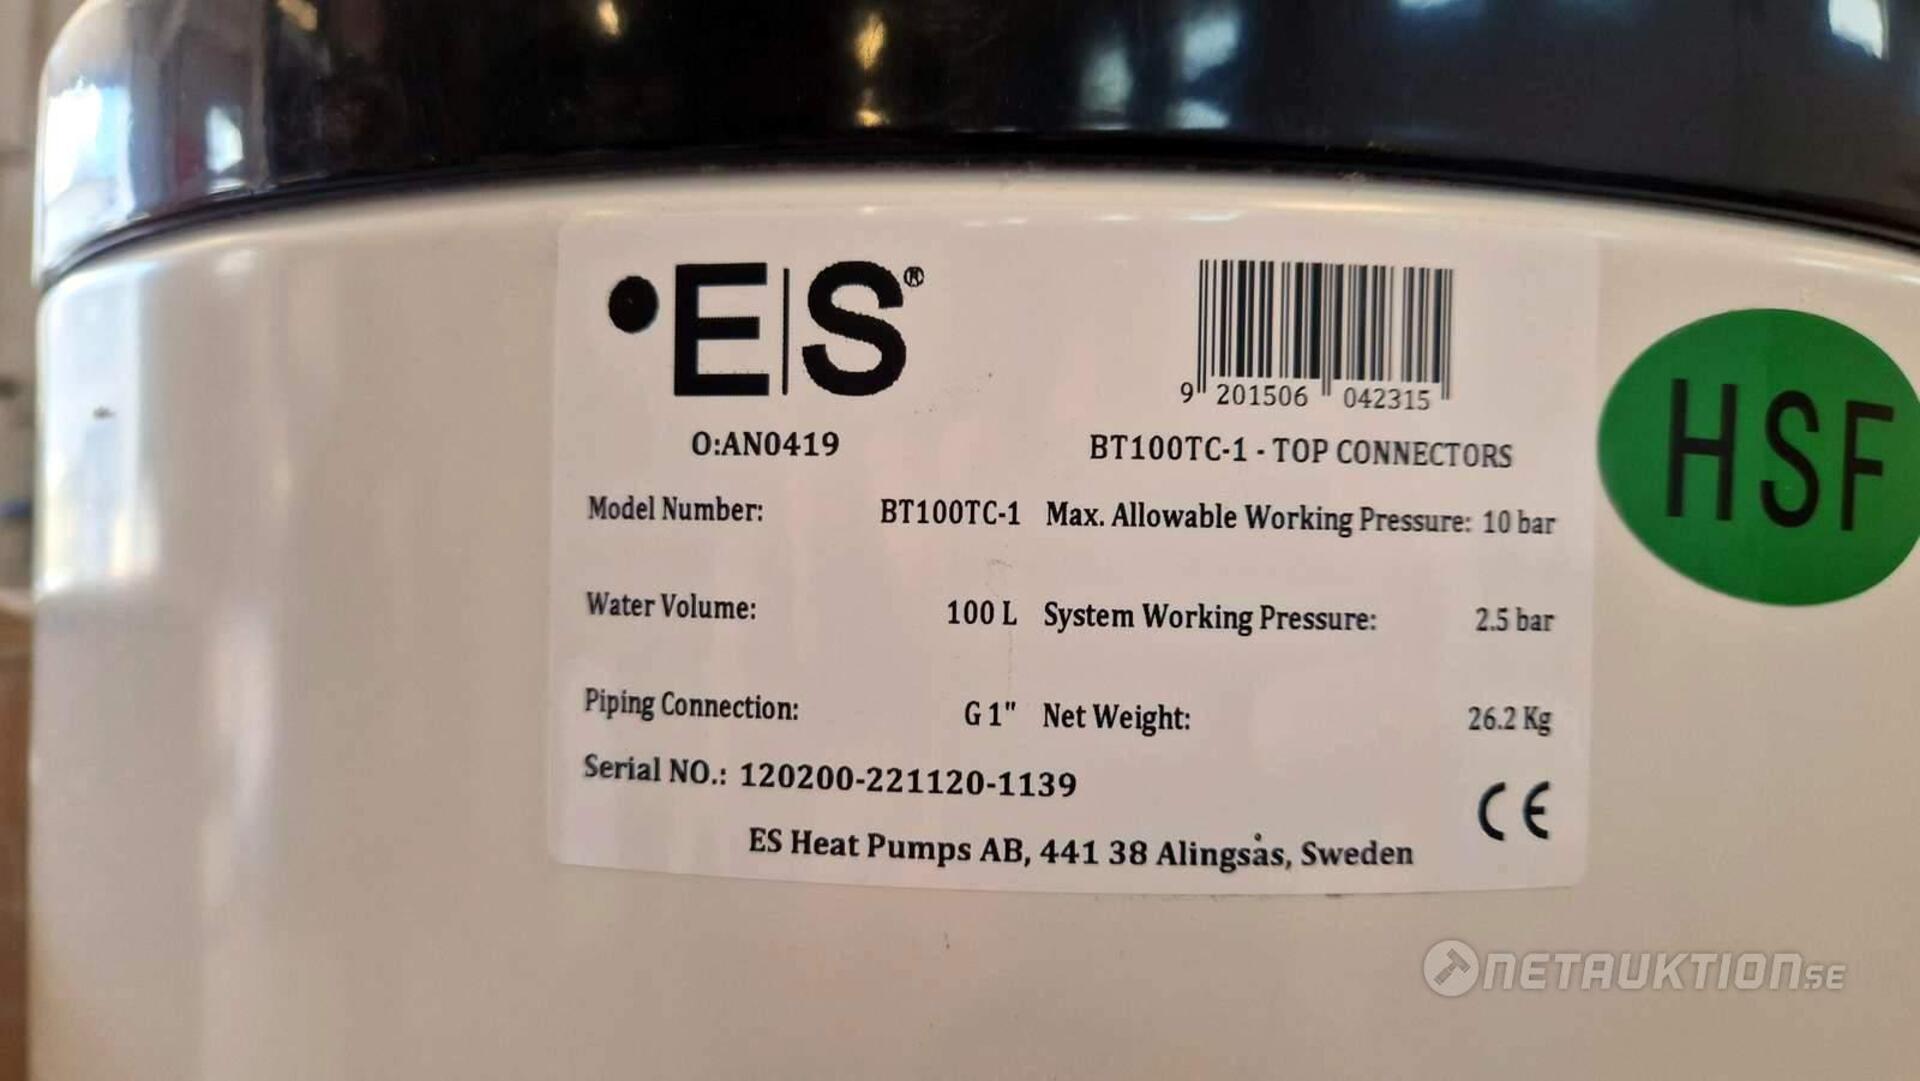 •E|S®
9 201506 042315
O:AN0419
BT100TC-1 - TOP CONNECTORS
HSF
Model Number: BT100TC-1 Max. Allowable Working Pressure: 10 bar
Water Volume: 100 L System Working Pressure: 2.5 bar
Piping Connection: G 1" Net Weight: 26.2 Kg
Serial NO.: 120200-221120-1139
CE
ES Heat Pumps AB, 441 38 Alingsås, Sweden
NETAUKTION.SE